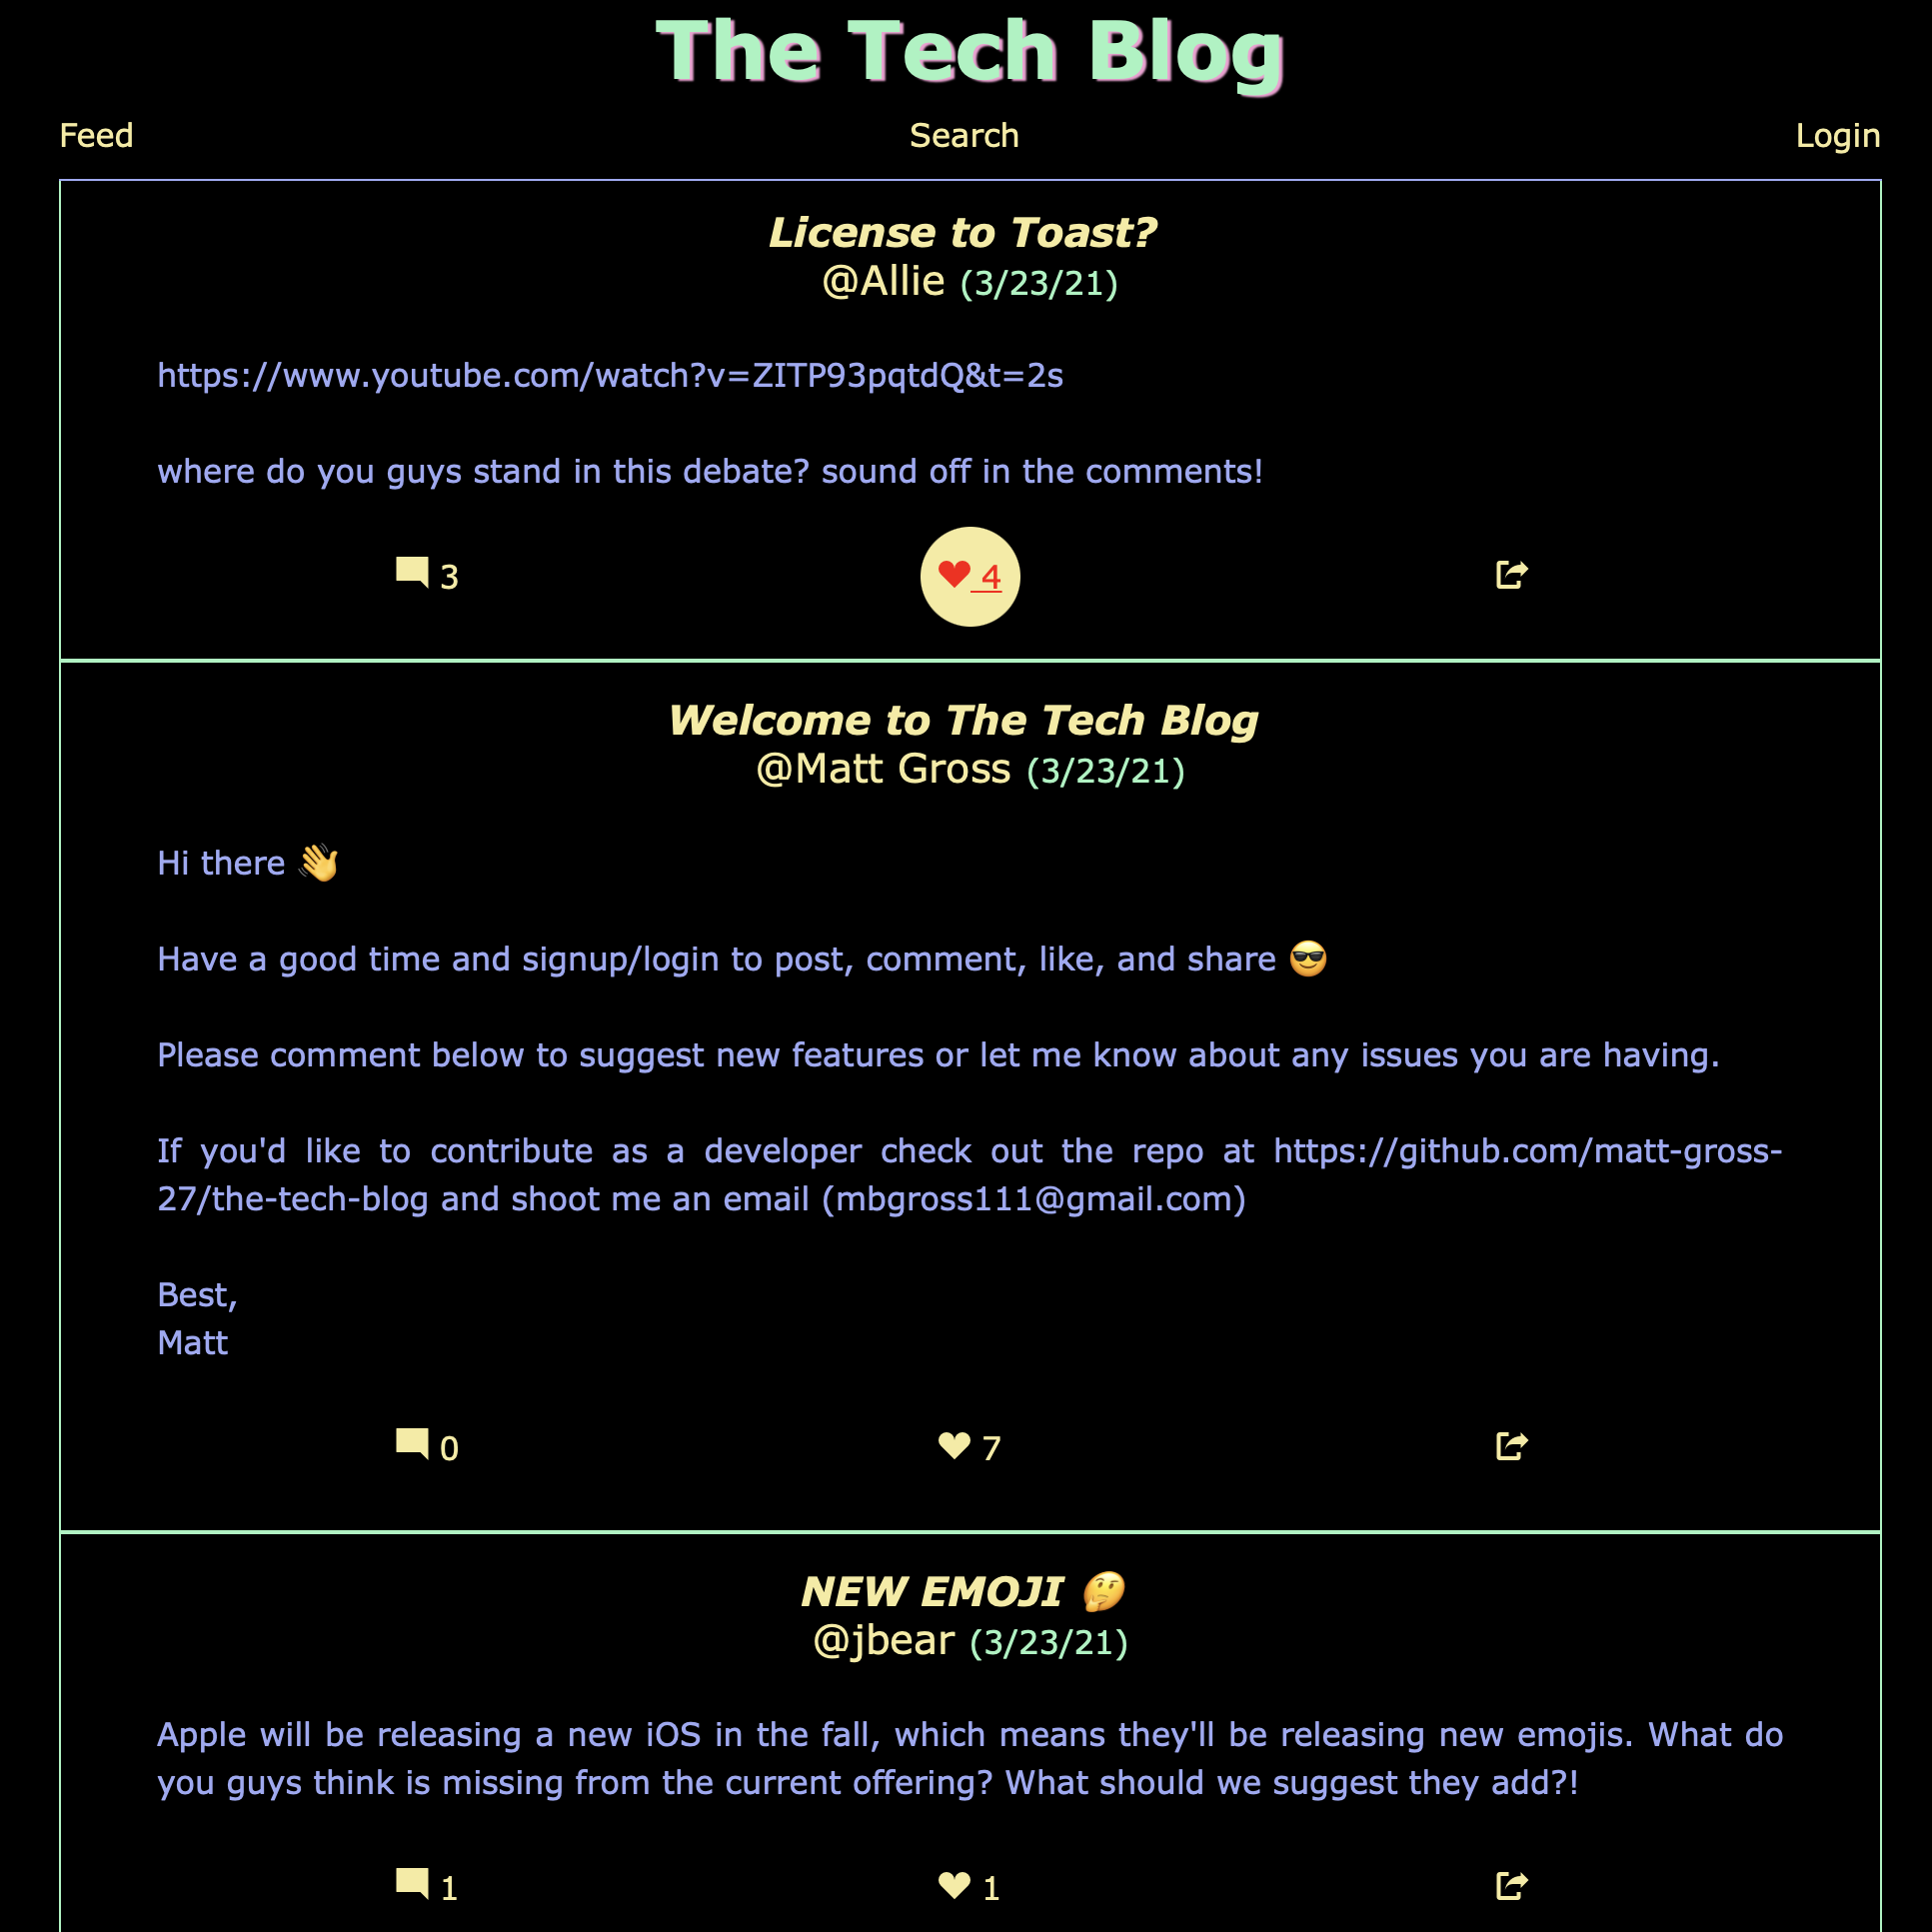 The Tech Blog
Feed Search Login
License to Toast?
@Allie (3/23/21)
https://www.youtube.com/watch?v=ZITP93pqtdQ&t=2s
where do you guys stand in this debate? sound off in the comments!
3 4
Welcome to The Tech Blog
@Matt Gross (3/23/21)
Hi there 👋
Have a good time and signup/login to post, comment, like, and share 😎
Please comment below to suggest new features or let me know about any issues you are having.
If you'd like to contribute as a developer check out the repo at https://github.com/matt-gross-
27/the-tech-blog and shoot me an email (mbgross111@gmail.com)
Best,
Matt
0 7
NEW EMOJI 🤔
@jbear (3/23/21)
Apple will be releasing a new iOS in the fall, which means they'll be releasing new emojis. What do
you guys think is missing from the current offering? What should we suggest they add?!
1 1